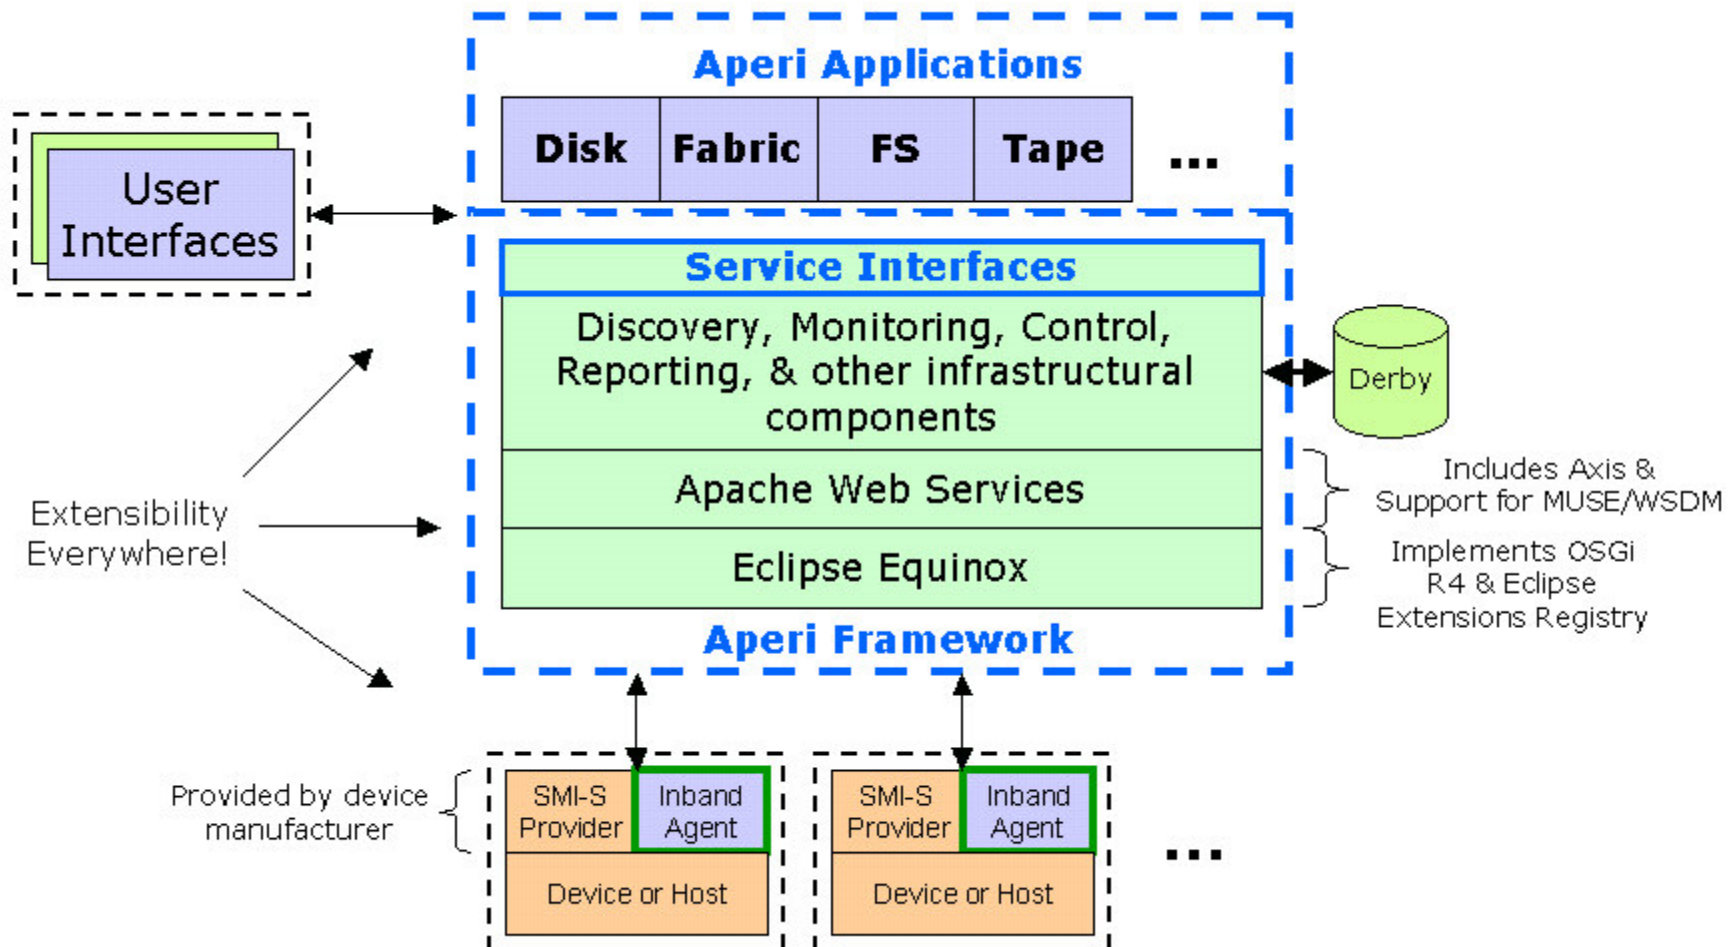 Aperi Applications
Disk
Fabric
FS
Tape
...
User
Interfaces
Service Interfaces
Discovery, Monitoring, Control,
Reporting, & other infrastructural
components
Derby
Apache Web Services
Includes Axis &
Support for MUSE/WSDM
Extensibility
Everywhere!
Eclipse Equinox
Implements OSGi
R4 & Eclipse
Extensions Registry
Aperi Framework
Provided by device
manufacturer
SMI-S
Provider
Inband
Agent
Device or Host
SMI-S
Provider
Inband
Agent
Device or Host
...